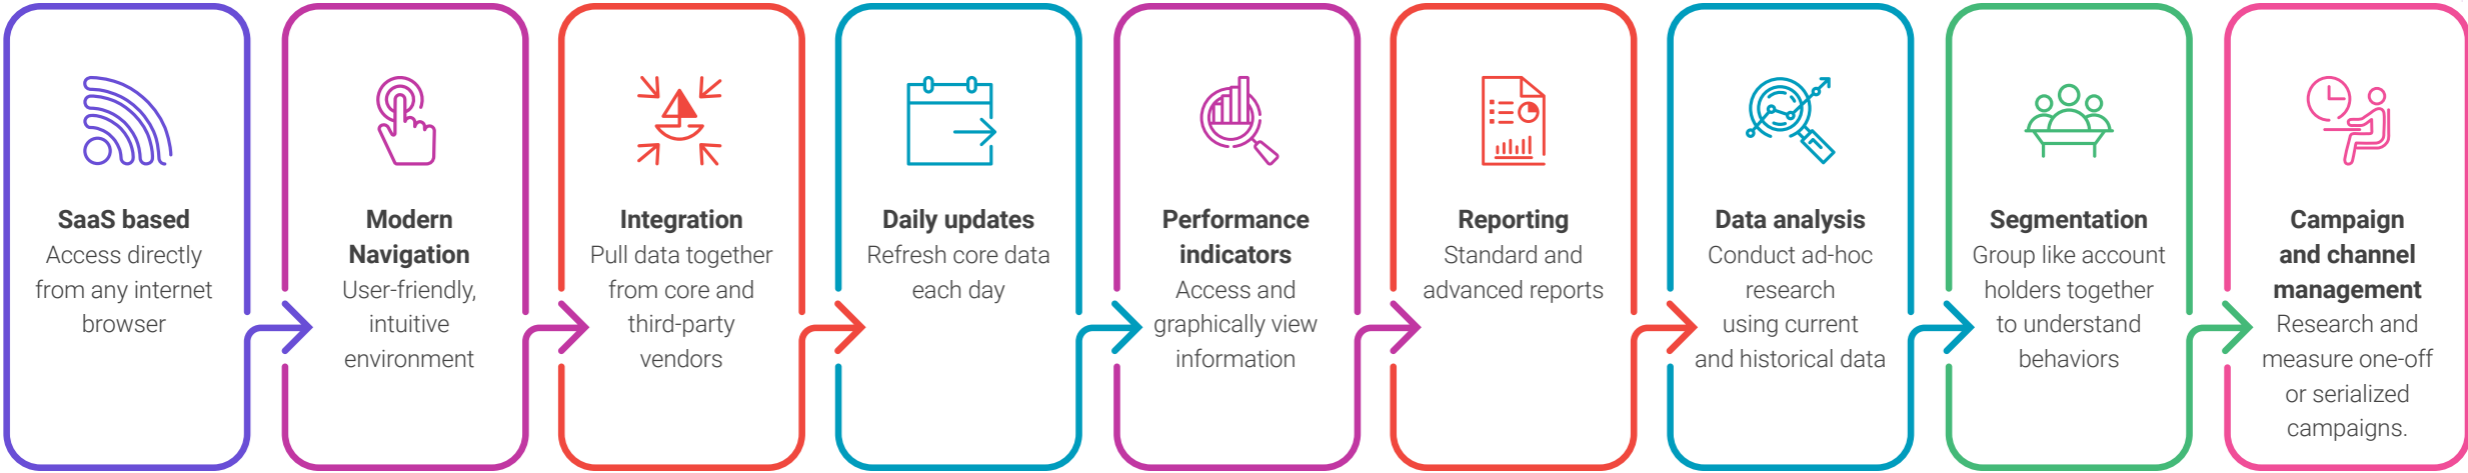 SaaS based
Access directly
from any internet
browser
Modern
Navigation
User-friendly,
intuitive
environment
Integration
Pull data together
from core and
third-party
vendors
Daily updates
Refresh core data
each day
Performance
indicators
Access and
graphically view
information
Reporting
Standard and
advanced reports
Data analysis
Conduct ad-hoc
research
using current
and historical data
Segmentation
Group like account
holders together
to understand
behaviors
Campaign
and channel
management
Research and
measure one-off
or serialized
campaigns.